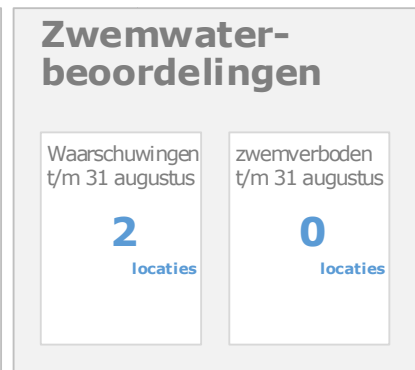 Zwemwater-
beoordelingen
Waarschuwingen
t/m 31 augustus
2
locaties
zwemverboden
t/m 31 augustus
0
locaties